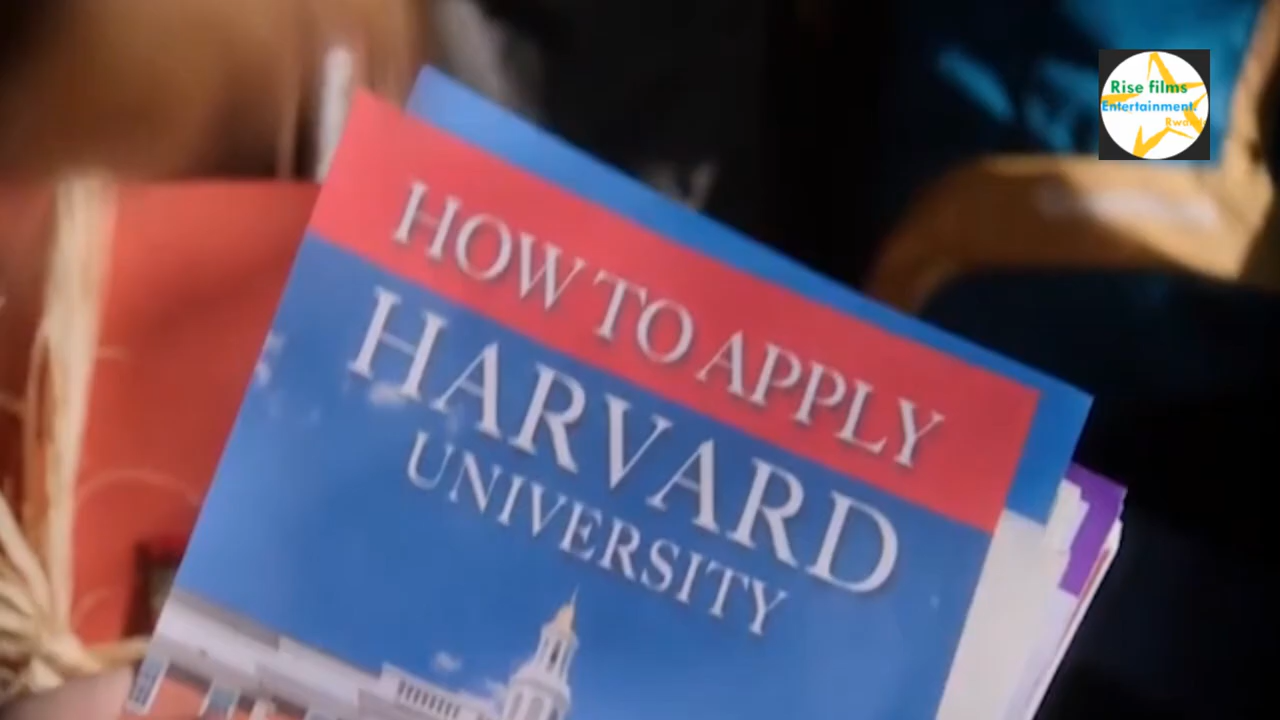 Rise films
Entertainment.
HOW TO APPLY
HARVARD
UNIVERSITY